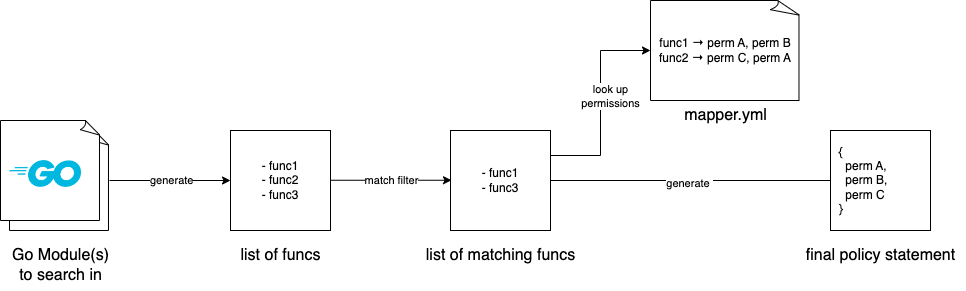 func1 → perm A, perm B
func2 → perm C, perm A
mapper.yml
look up
permissions
GO
generate
- func1
- func2
- func3
match filter
- func1
- func3
generate
{
perm A,
perm B,
perm C
}
Go Module(s)
to search in
list of funcs
list of matching funcs
final policy statement